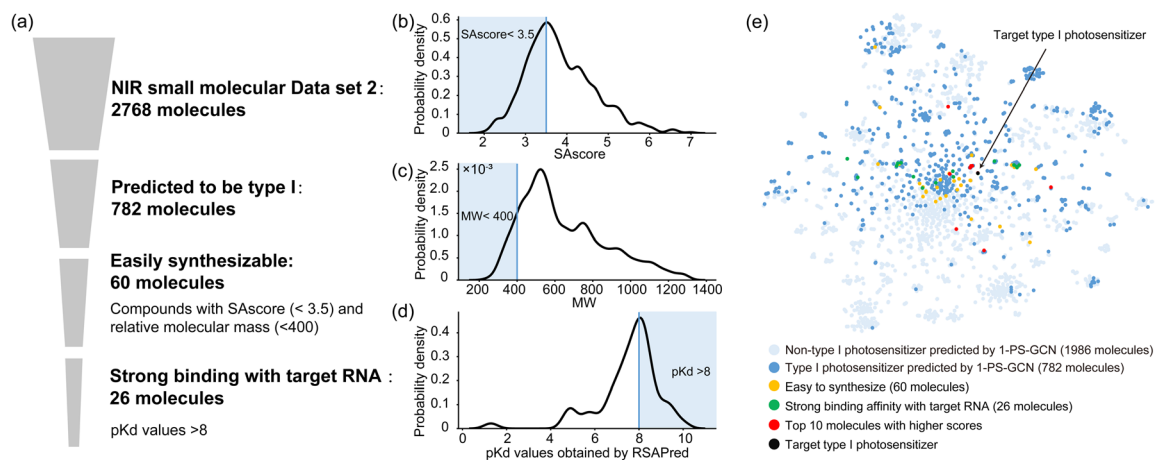 (a)
NIR small molecular Data set 2:
2768 molecules
Predicted to be type I:
782 molecules
Easily synthesizable:
60 molecules
Compounds with SAscore (< 3.5) and
relative molecular mass (<400)
Strong binding with target RNA :
26 molecules
pKd values >8
(b)
Probability density
0.6
0.5
0.4
0.3
0.2
0.1
0
SAscore< 3.5
2 3 4 5 6 7
SAscore
(c)
Probability density
×10⁻³
2.5
2.0
1.5
1.0
0.5
0
MW< 400
200 400 600 800 1000 1200 1400
MW
(d)
Probability density
0.4
0.2
0
pKd >8
0 2 4 6 8 10
pKd values obtained by RSAPred
(e)
Target type I photosensitizer
Non-type I photosensitizer predicted by 1-PS-GCN (1986 molecules)
Type I photosensitizer predicted by 1-PS-GCN (782 molecules)
Easy to synthesize (60 molecules)
Strong binding affinity with target RNA (26 molecules)
Top 10 molecules with higher scores
Target type I photosensitizer